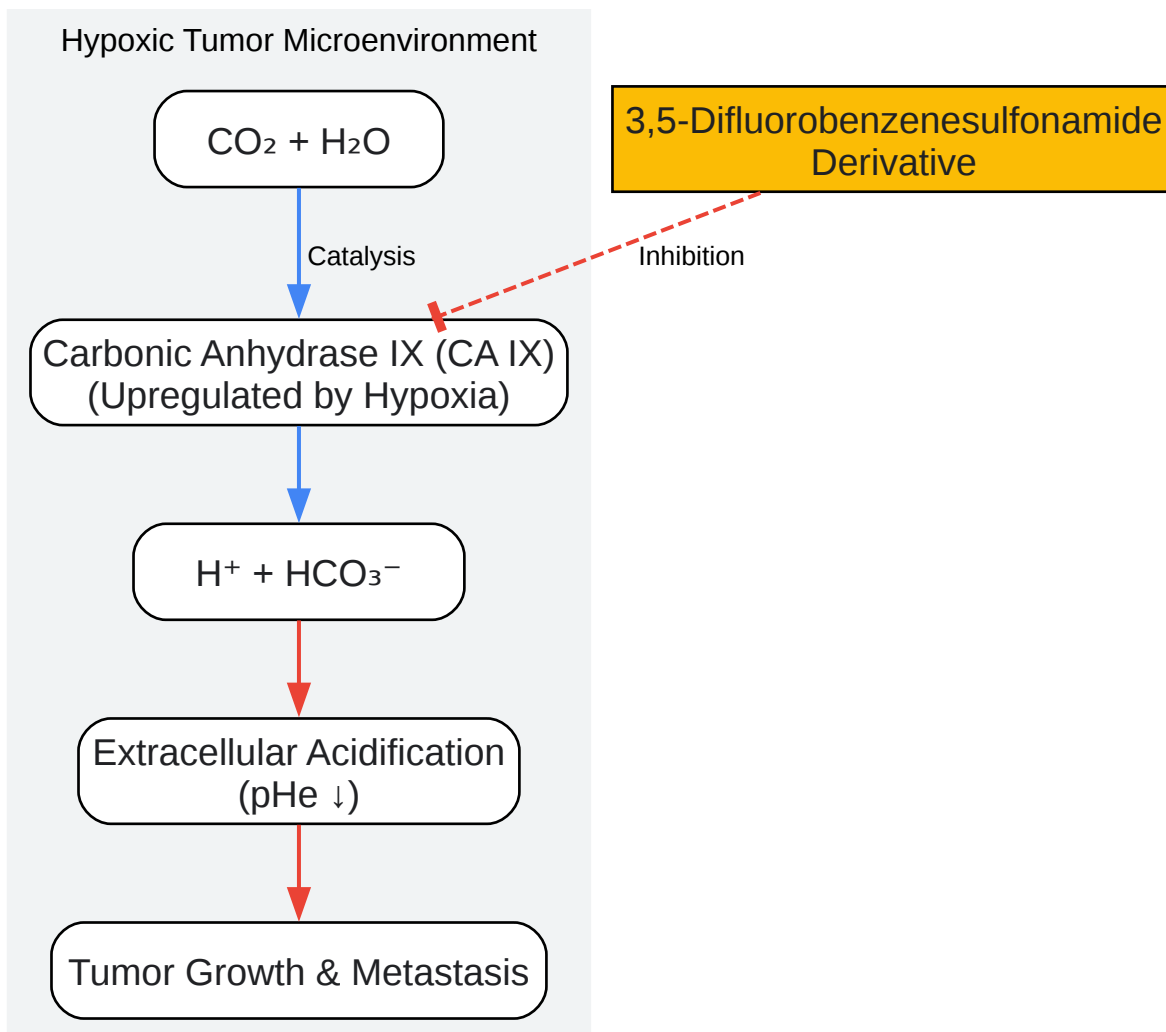 Hypoxic Tumor Microenvironment
CO₂ + H₂O
3,5-Difluorobenzenesulfonamide
Derivative
Catalysis
Inhibition
Carbonic Anhydrase IX (CA IX)
(Upregulated by Hypoxia)
H⁺ + HCO₃⁻
Extracellular Acidification
(pHe ↓)
Tumor Growth & Metastasis